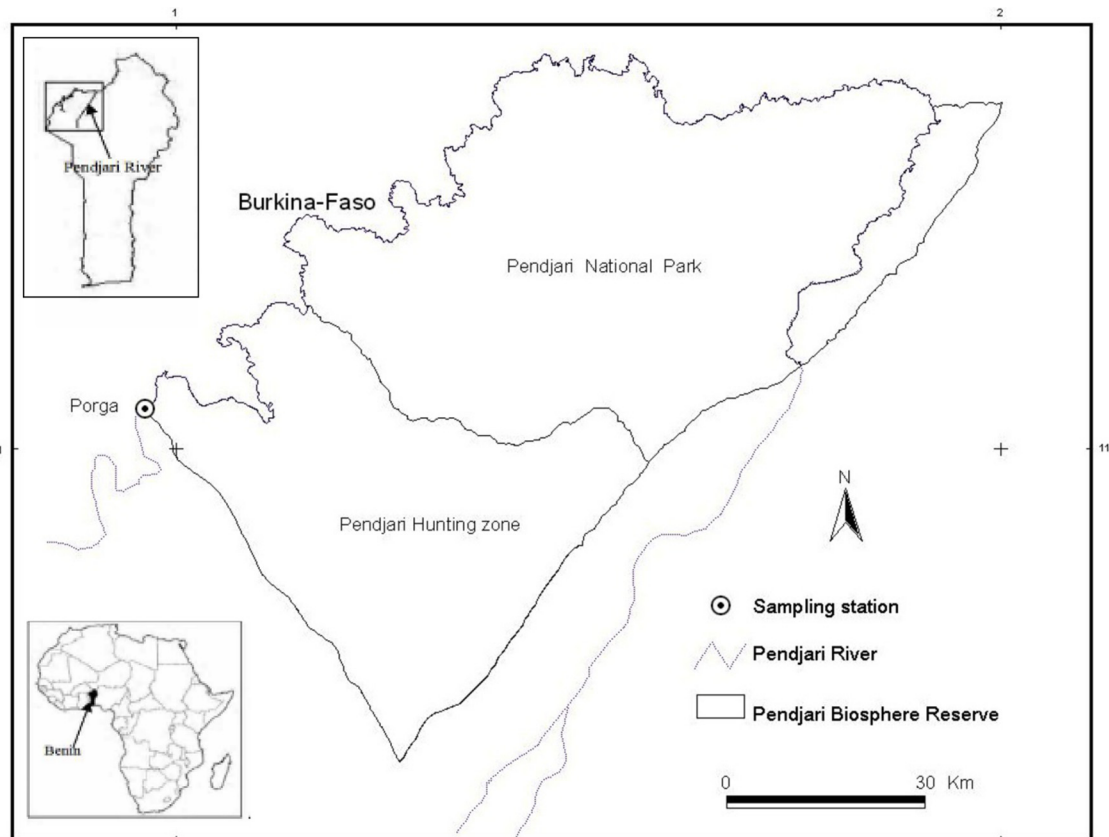 1
2
Pendjari River
Burkina-Faso
Pendjari National Park
Porga
11
N
Pendjari Hunting zone
Sampling station
Pendjari River
Pendjari Biosphere Reserve
Benin
0
30 Km